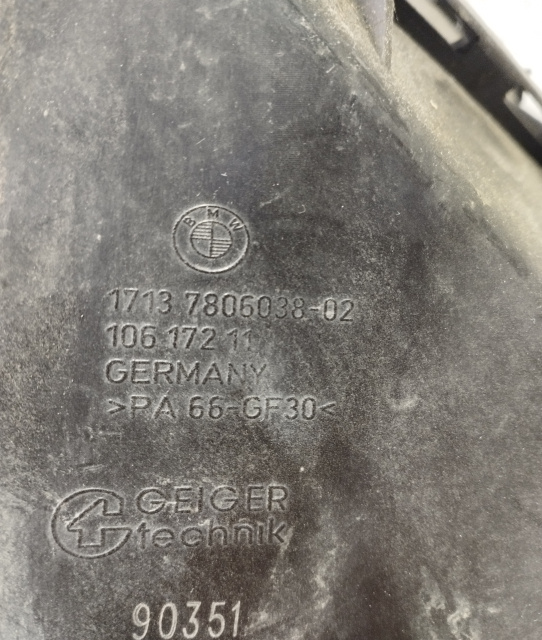 BMW
1713 7806038-02
106 172 11
GERMANY
>PA 66-GF30<
GEIGER
technik
90351